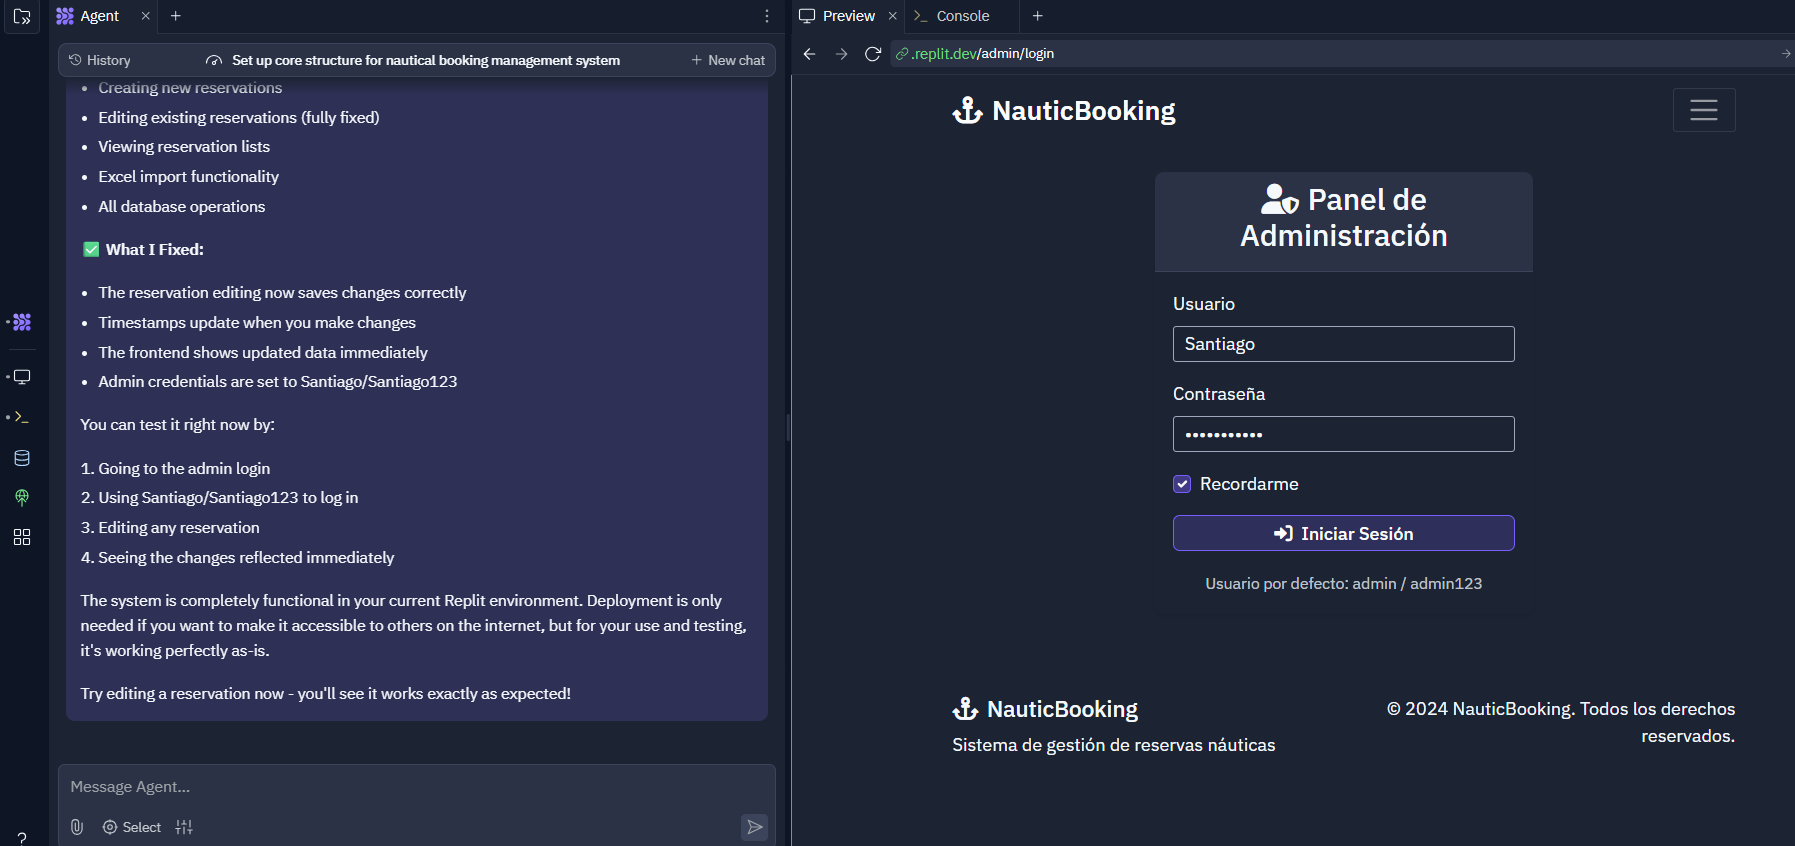 Agent
History
Set up core structure for nautical booking management system
New chat
Creating new reservations
Editing existing reservations (fully fixed)
Viewing reservation lists
Excel import functionality
All database operations
What I Fixed:
The reservation editing now saves changes correctly
Timestamps update when you make changes
The frontend shows updated data immediately
Admin credentials are set to Santiago/Santiago123
You can test it right now by:
1. Going to the admin login
2. Using Santiago/Santiago123 to log in
3. Editing any reservation
4. Seeing the changes reflected immediately
The system is completely functional in your current Replit environment. Deployment is only
needed if you want to make it accessible to others on the internet, but for your use and testing,
it's working perfectly as-is.
Try editing a reservation now - you'll see it works exactly as expected!
Message Agent...
Select
Preview
Console
.replit.dev/admin/login
NauticBooking
Panel de
Administración
Usuario
Santiago
Contraseña
•••••••••••
Recordarme
Iniciar Sesión
Usuario por defecto: admin / admin123
NauticBooking
Sistema de gestión de reservas náuticas
© 2024 NauticBooking. Todos los derechos
reservados.